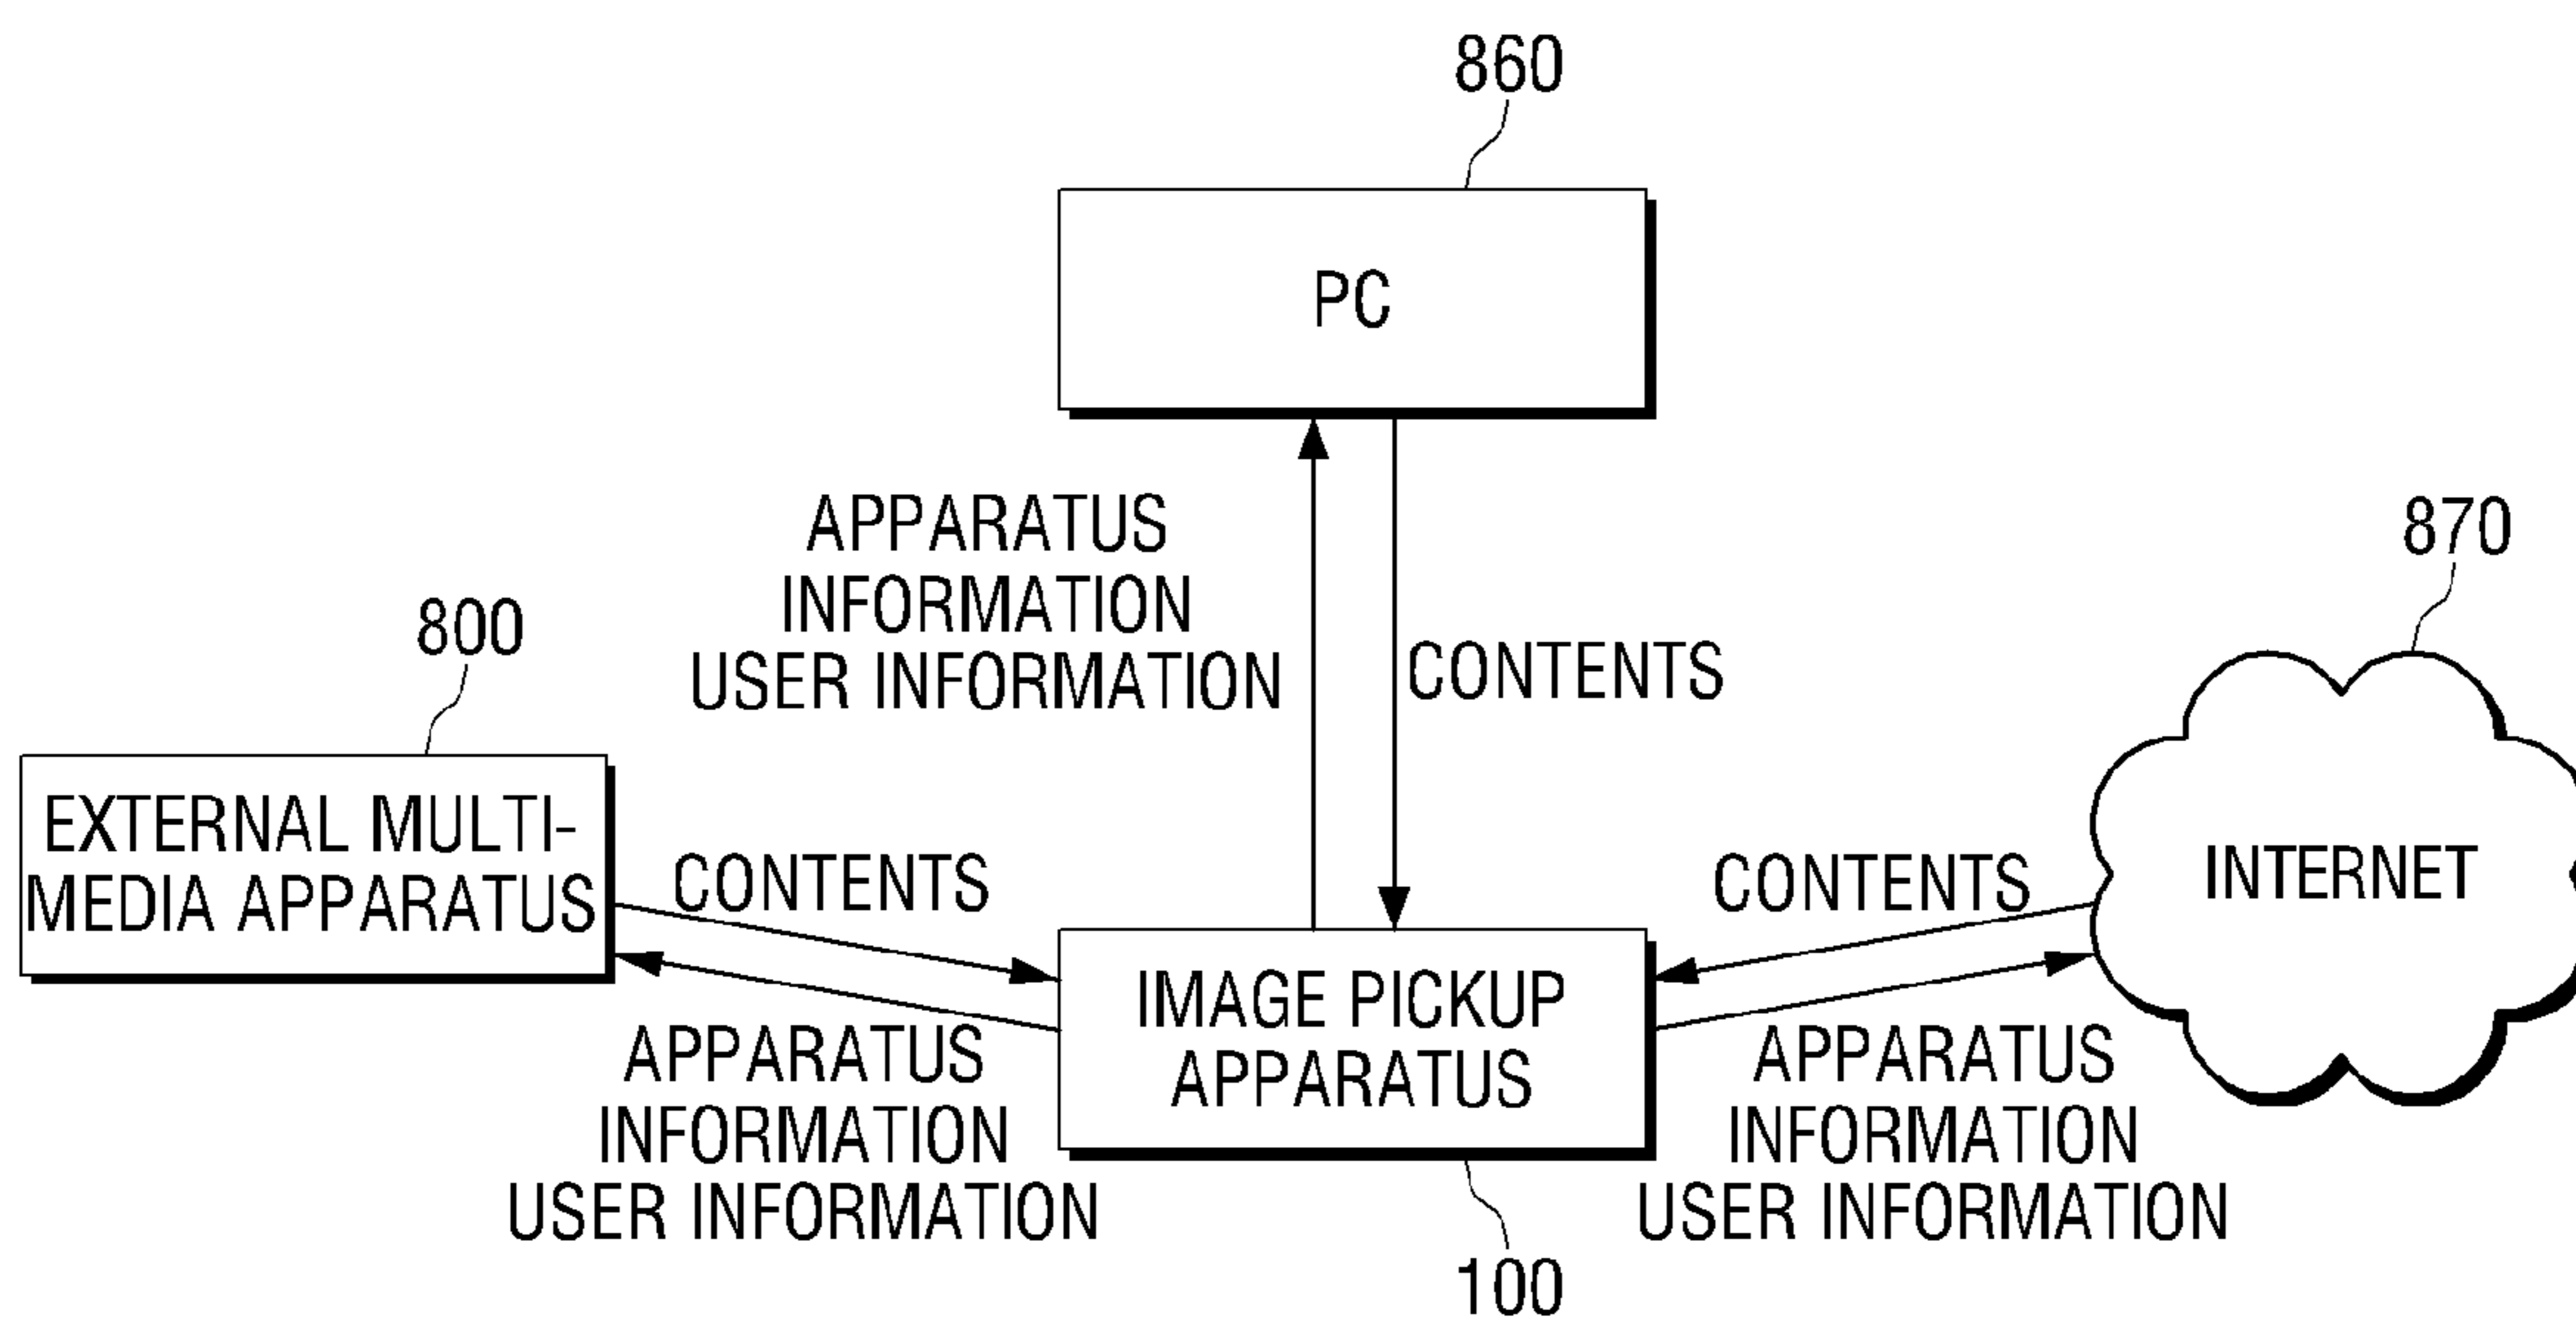 860
PC
APPARATUS
INFORMATION
USER INFORMATION
CONTENTS
870
800
EXTERNAL MULTI-
MEDIA APPARATUS
CONTENTS
APPARATUS
INFORMATION
USER INFORMATION
IMAGE PICKUP
APPARATUS
100
CONTENTS
INTERNET
APPARATUS
INFORMATION
USER INFORMATION